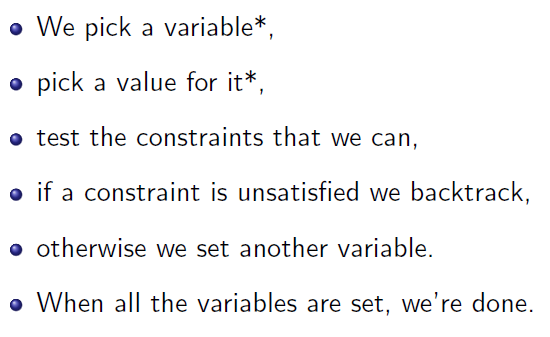 We pick a variable*,
pick a value for it*,
test the constraints that we can,
if a constraint is unsatisfied we backtrack,
otherwise we set another variable.
When all the variables are set, we're done.